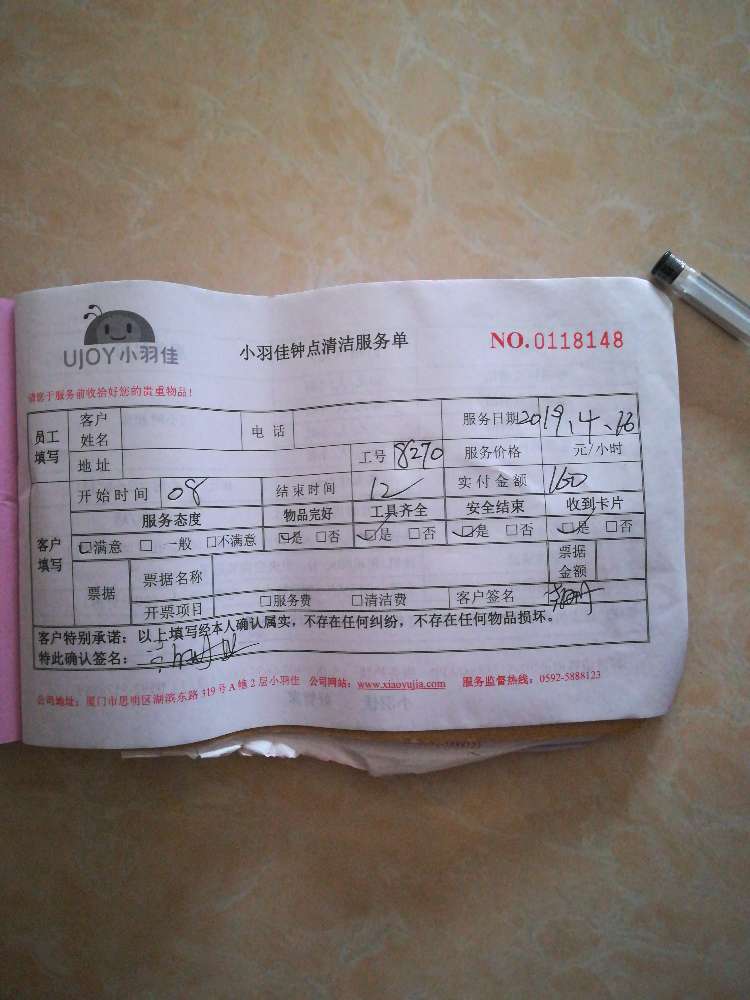 UJOY小羽佳
小羽佳钟点清洁服务单
NO.0118148
请您于服务前收拾好您的贵重物品!
员工填写
客户姓名
电 话
服务日期 2019.4.
地址
工号 8270
服务价格
元/小时
客户填写
开始时间 08
结束时间 12
实付金额 160
服务态度
物品完好
工具齐全
安全结束
收到卡片
☑满意 □ 一般 □不满意
☑是 □否
☑是 □否
☑是 □否
☑是 □否
票据
票据名称
票据金额
开票项目
□服务费 □清洁费
客户签名
客户特别承诺:以上填写经本人确认属实,不存在任何纠纷,不存在任何物品损坏。
特此确认签名:
公司地址:厦门市思明区湖滨东路319号A幢2层小羽佳 公司网站:www.xiaoyujia.com 服务监督热线:0592-5888123